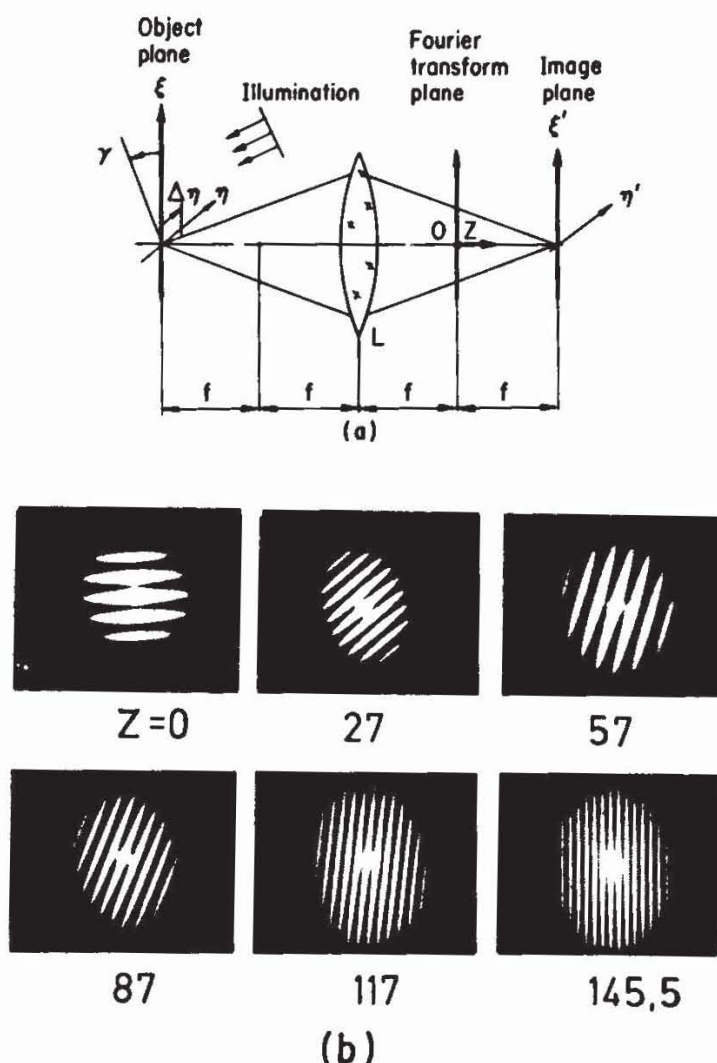 Object
plane
ξ
Illumination
Fourier
transform
plane
Image
plane
ξ'
γ
Δη η
η'
O Z
L
f f f f
(a)
Z=0 27 57
87 117 145,5
(b)